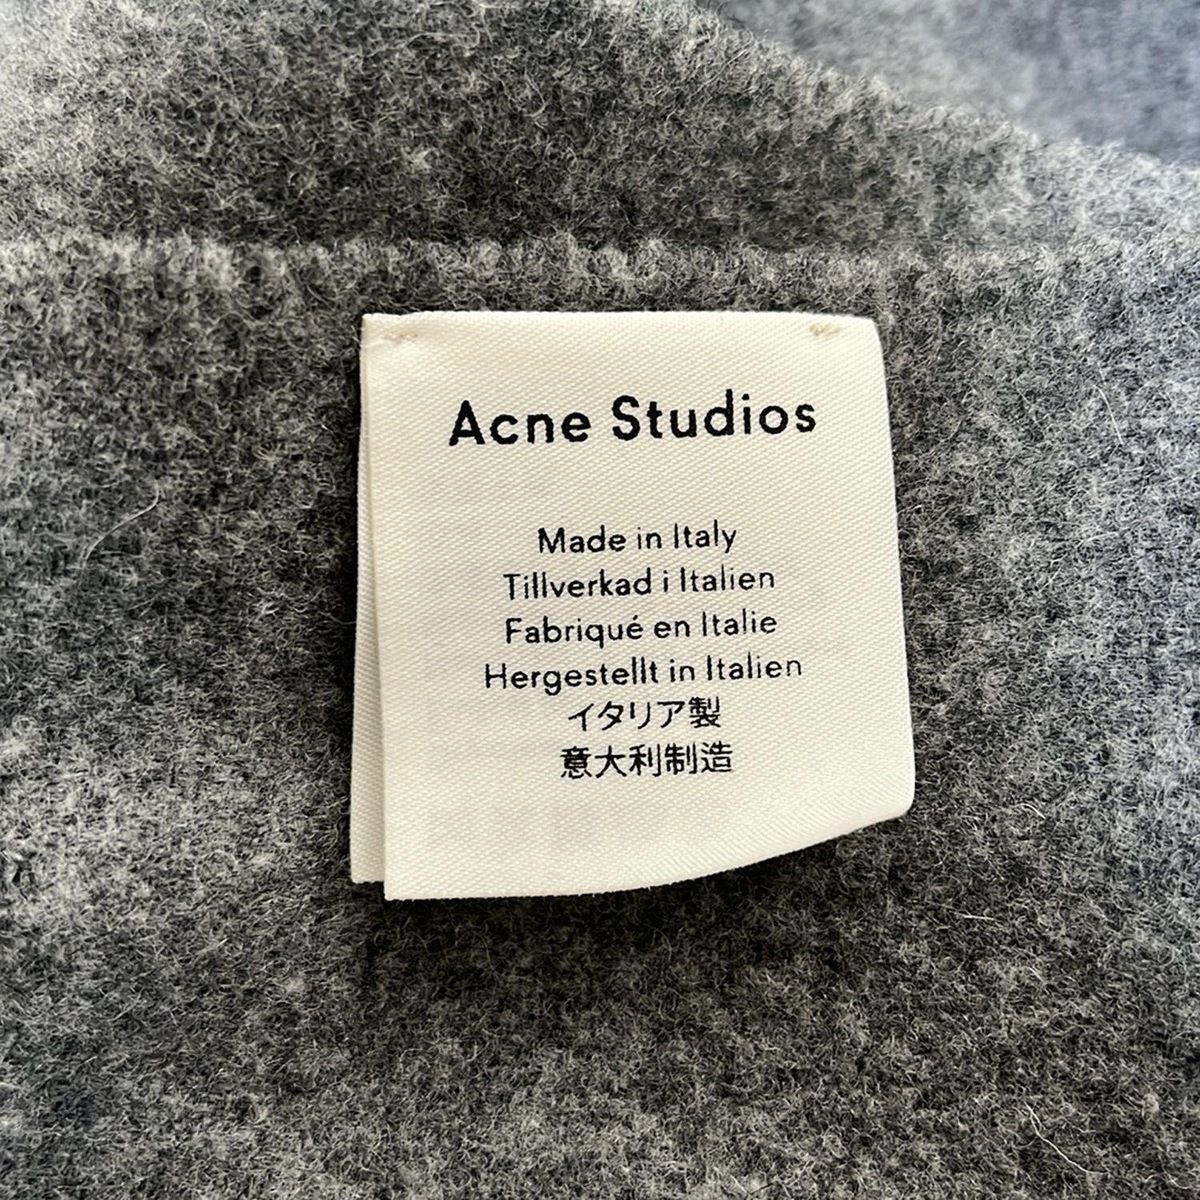 Acne Studios
Made in Italy
Tillverkad i Italien
Fabriqué en Italie
Hergestellt in Italien
イタリア製
意大利制造